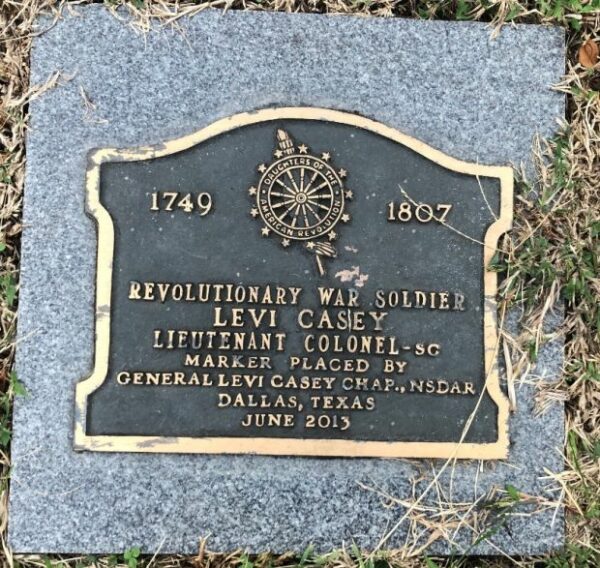 DAUGHTERS OF THE
AMERICAN REVOLUTION
1749 1807
REVOLUTIONARY WAR SOLDIER
LEVI CASEY
LIEUTENANT COLONEL-SC
MARKER PLACED BY
GENERAL LEVI CASEY CHAP., NSDAR
DALLAS, TEXAS
JUNE 2013